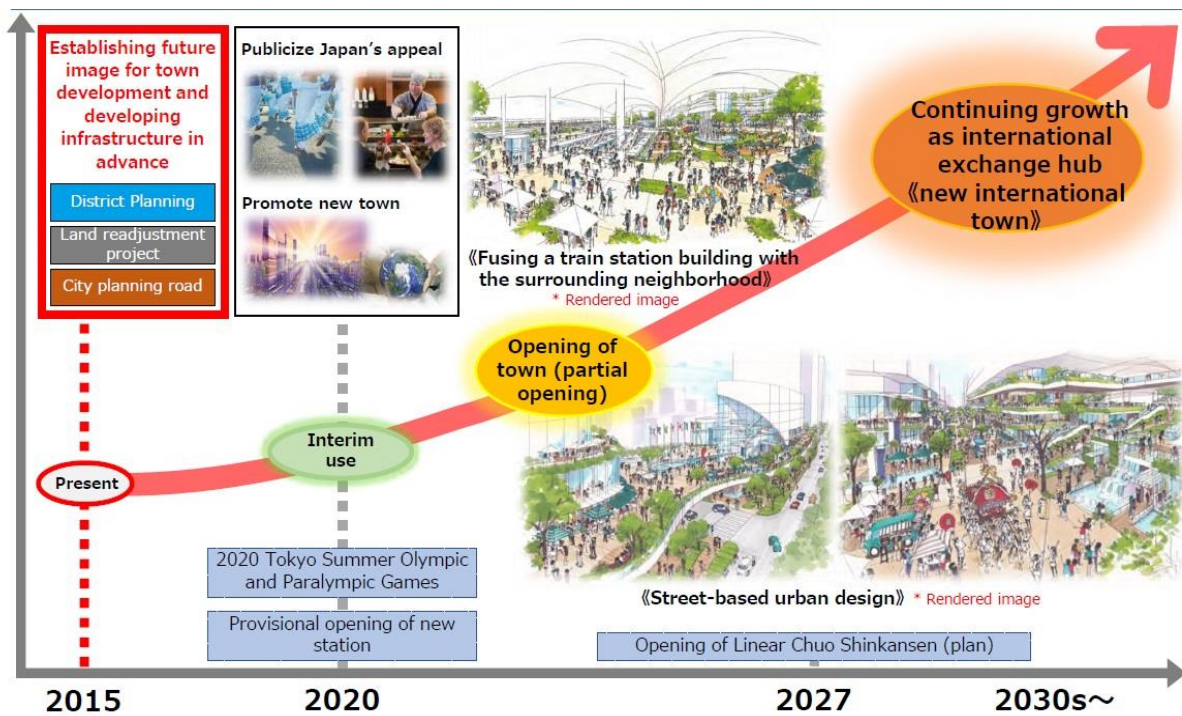 Establishing future
image for town
development and
developing
infrastructure in
advance
District Planning
Land readjustment
project
City planning road
Publicize Japan’s appeal
Promote new town
《Fusing a train station building with
the surrounding neighborhood》
* Rendered image
Continuing growth
as international
exchange hub
《new international
town》
Opening of
town (partial
opening)
Interim
use
Present
2020 Tokyo Summer Olympic
and Paralympic Games
Provisional opening of new
station
《Street-based urban design》 * Rendered image
Opening of Linear Chuo Shinkansen (plan)
2015
2020
2027
2030s～